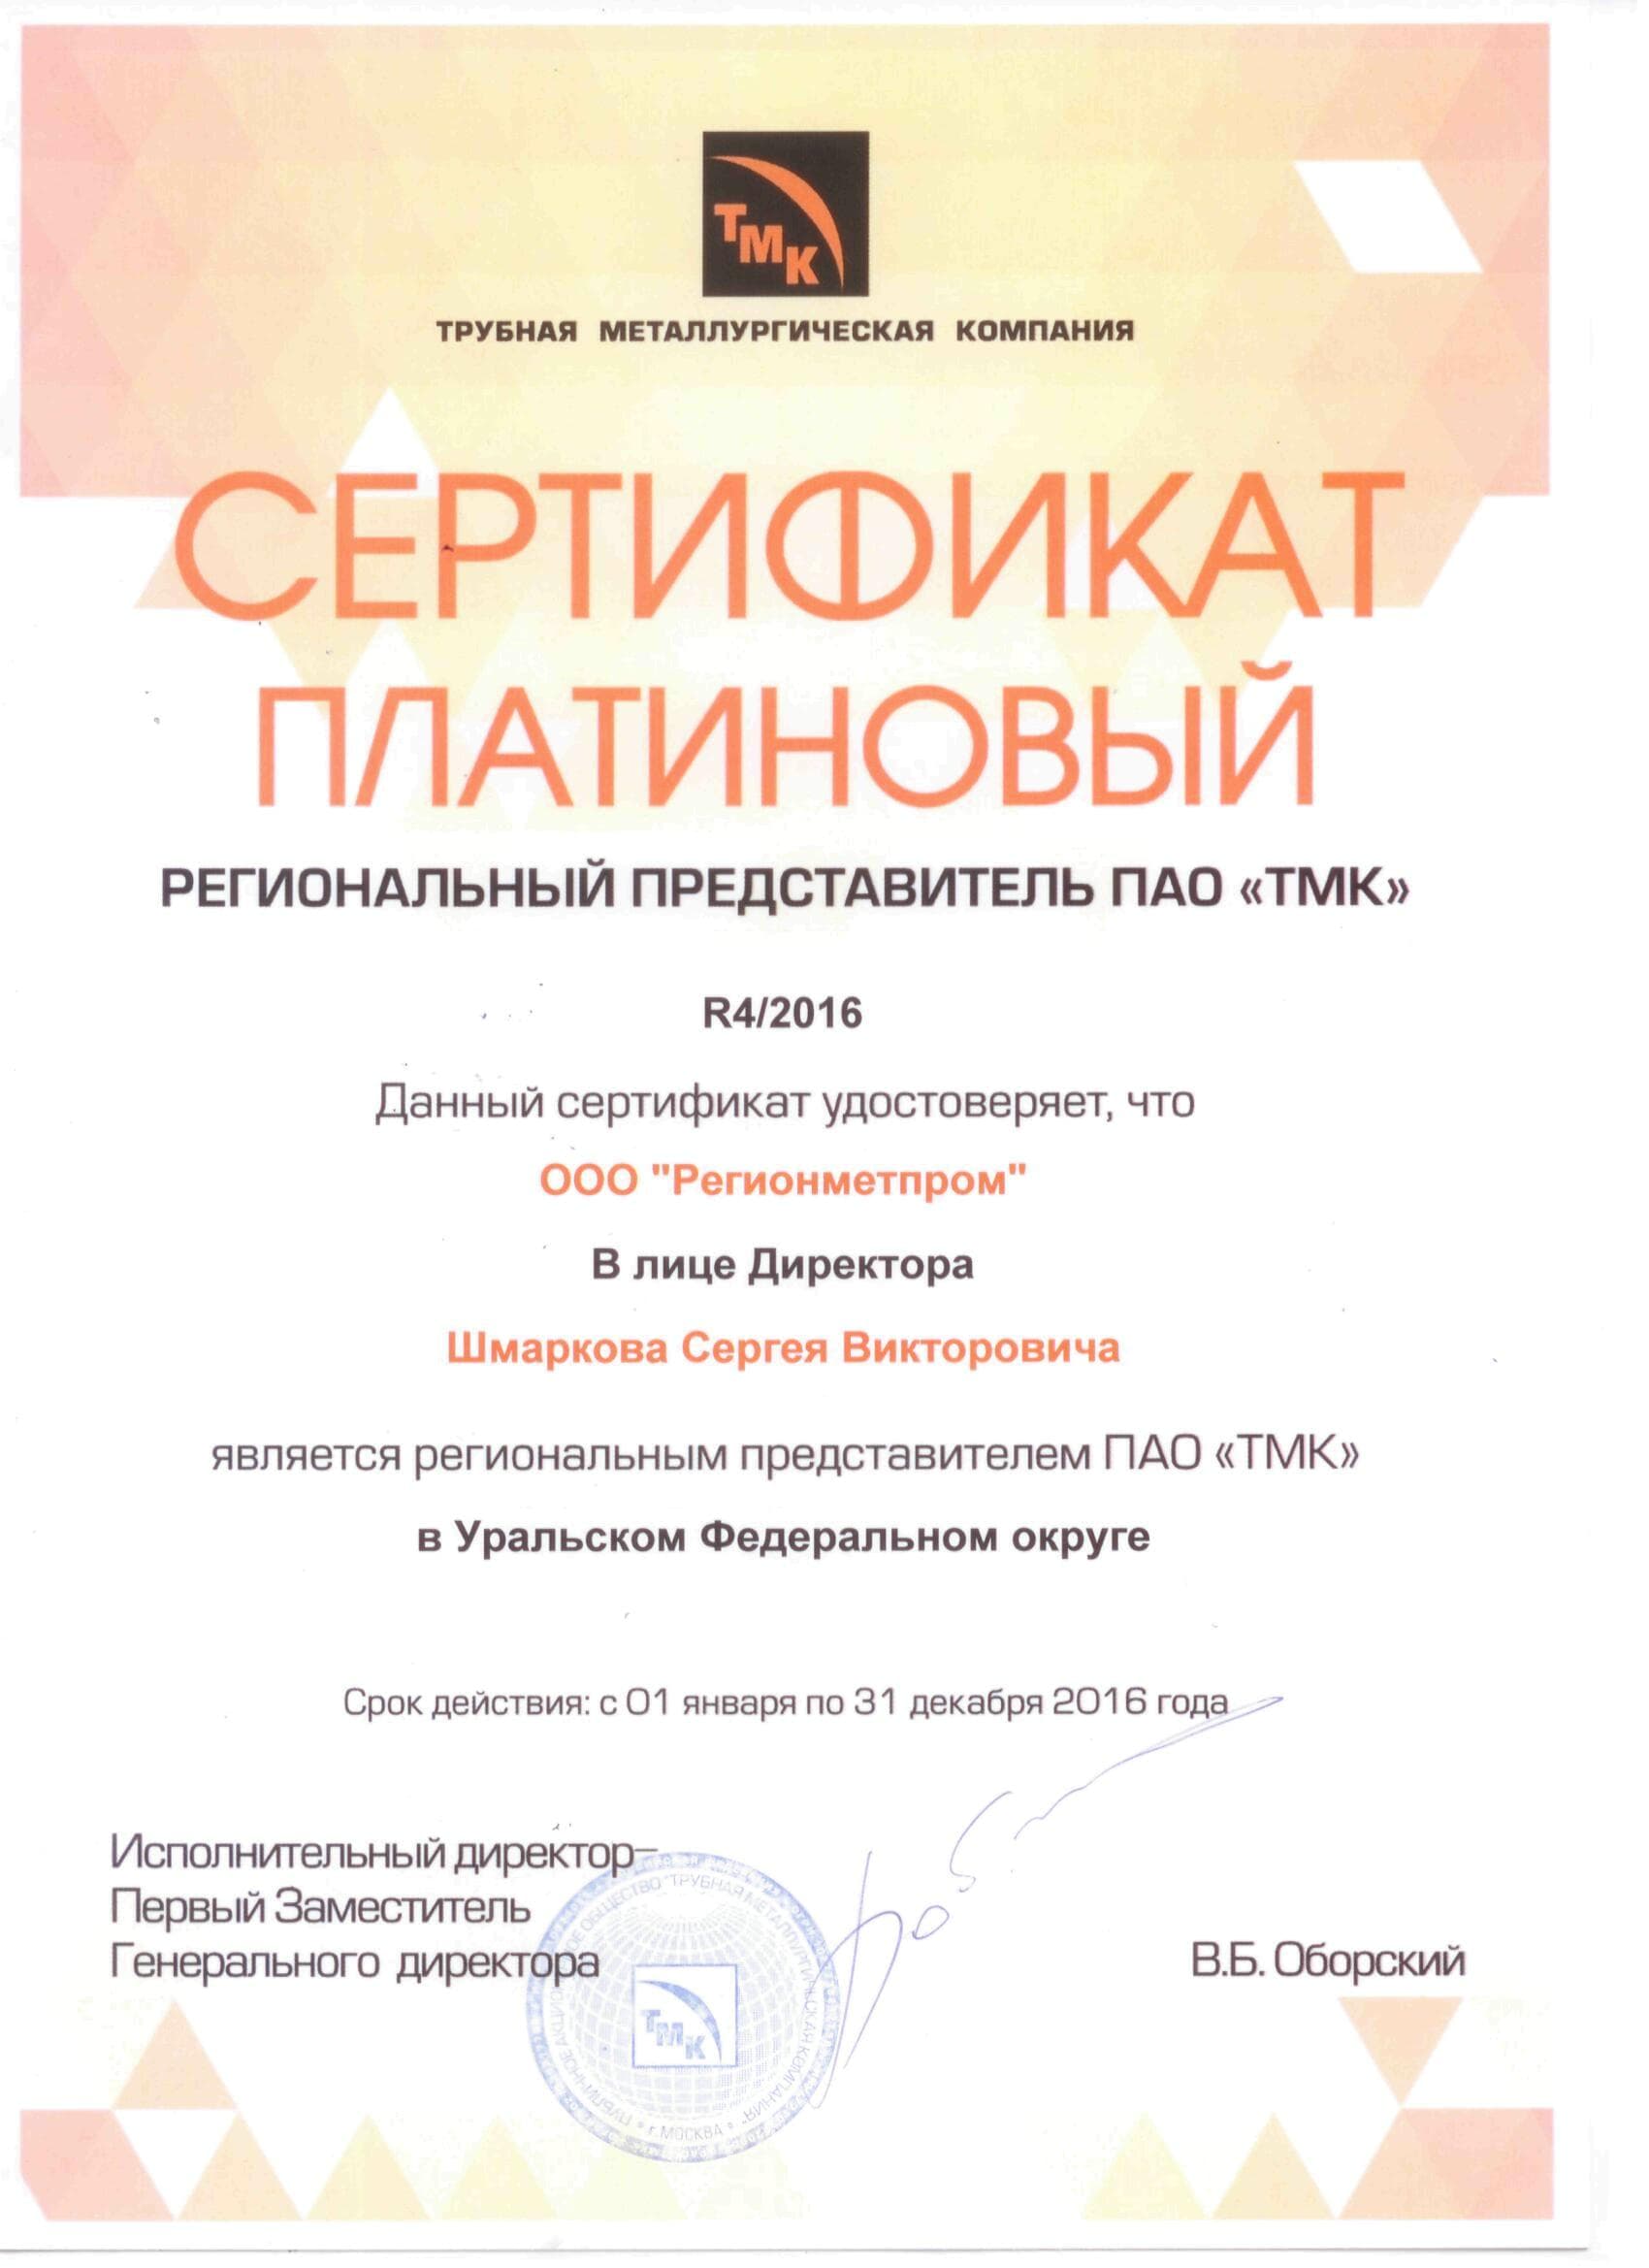 ТМК
ТРУБНАЯ МЕТАЛЛУРГИЧЕСКАЯ КОМПАНИЯ
СЕРТИФИКАТ
ПЛАТИНОВЫЙ
РЕГИОНАЛЬНЫЙ ПРЕДСТАВИТЕЛЬ ПАО «ТМК»
R4/2016
Данный сертификат удостоверяет, что
ООО "Регионметпром"
В лице Директора
Шмаркова Сергея Викторовича
является региональным представителем ПАО «ТМК»
в Уральском Федеральном округе
Срок действия: с 01 января по 31 декабря 2016 года
Исполнительный директор–
Первый Заместитель
Генерального директора
В.Б. Оборский
ПУБЛИЧНОЕ АКЦИОНЕРНОЕ ОБЩЕСТВО "ТРУБНАЯ МЕТАЛЛУРГИЧЕСКАЯ КОМПАНИЯ"
г. МОСКВА
ТМК